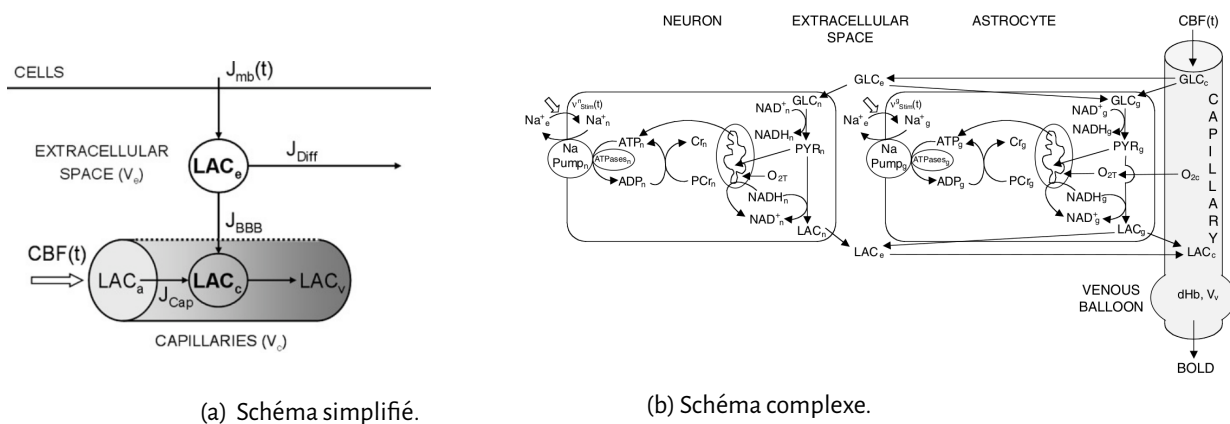 CELLS
J_mb(t)
EXTRACELLULAR
SPACE (V_e)
LAC_e
J_Diff
J_BBB
CBF(t)
LAC_a
J_Cap
LAC_c
LAC_v
CAPILLARIES (V_c)
(a) Schéma simplifié.
NEURON
EXTRACELLULAR
SPACE
ASTROCYTE
CBF(t)
GLC_e
GLC_c
v^n_Stim(t)
Na⁺_e
Na⁺_n
Na
Pump_n
ATPases_n
ATP_n
ADP_n
Cr_n
PCr_n
GLC_n
NAD⁺_n
NADH_n
PYR_n
O_2T
NADH_n
NAD⁺_n
LAC_n
v^g_Stim(t)
Na⁺_e
Na⁺_g
Na
Pump_g
ATPases_g
ATP_g
ADP_g
Cr_g
PCr_g
GLC_g
NAD⁺_g
NADH_g
PYR_g
O_2T
O_2c
NADH_g
NAD⁺_g
LAC_g
LAC_e
LAC_c
CAPILLARY
VENOUS
BALLOON
dHb, V_v
BOLD
(b) Schéma complexe.